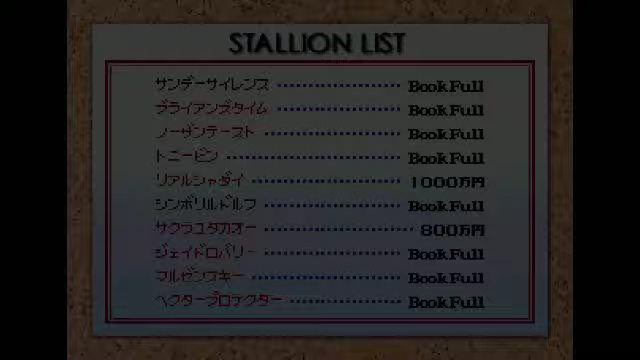 STALLION LIST
サンデーサイレンス ………………… BookFull
ブライアンズタイム ………………… BookFull
ノーザンテースト ………………… BookFull
トニービン ………………… BookFull
リアルシャダイ ………………… 1000万円
シンボリルドルフ ………………… BookFull
サクラユタカオー ………………… 800万円
ジェイドロバリー ………………… BookFull
マルゼンスキー ………………… BookFull
ヘクタープロテクター ………………… BookFull